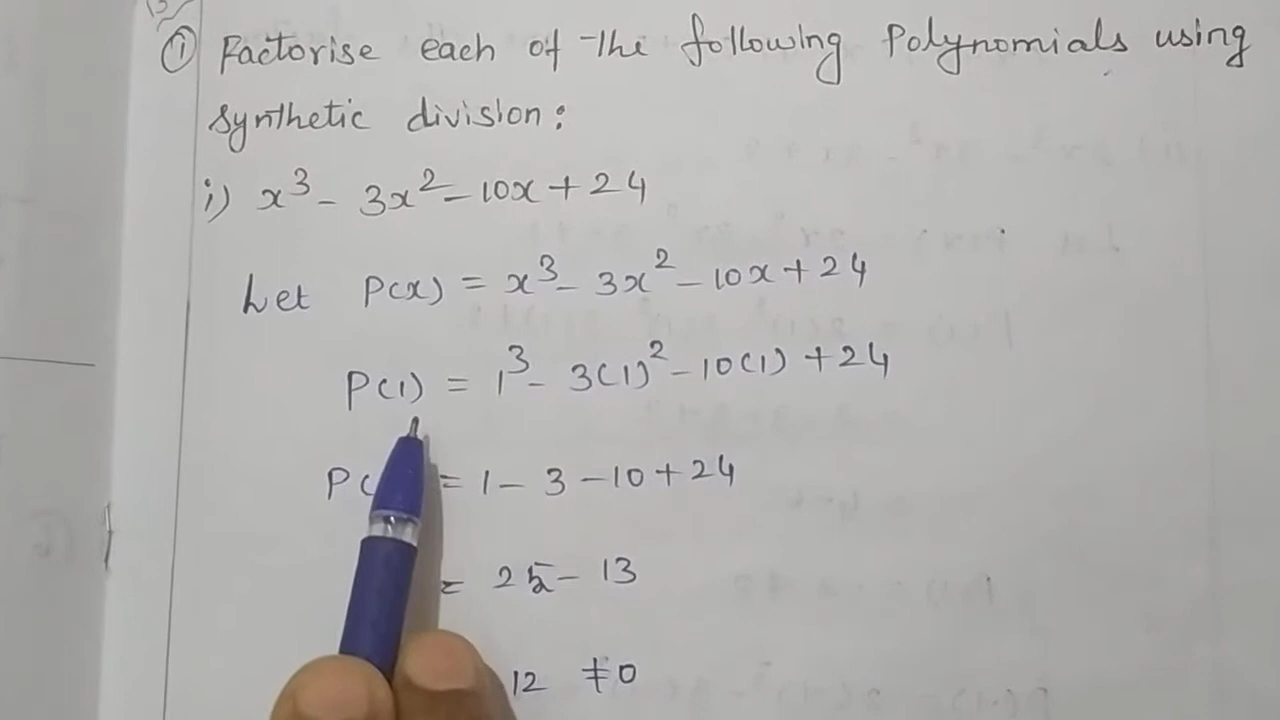 ① Factorise each of the following Polynomials using
synthetic division:
i) x³ - 3x² - 10x + 24
Let P(x) = x³ - 3x² - 10x + 24
P(1) = 1³ - 3(1)² - 10(1) + 24
P( = 1 - 3 - 10 + 24
= 25 - 13
12 ≠ 0